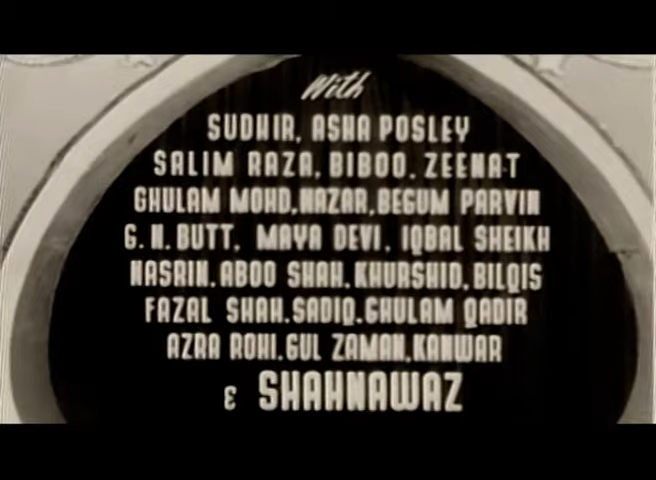 With
SUDHIR, ASHA POSLEY
SALIM RAZA, BIBOO, ZEENAT
GHULAM MOHD, NAZAR, BEGUM PARVIN
G. N. BUTT, MAYA DEVI, IQBAL SHEIKH
NASRIN. ABOO SHAH. KHURSHID, BILQIS
FAZAL SHAH. SADIQ. GHULAM QADIR
AZRA ROHI. GUL ZAMAN, KANWAR
& SHAHNAWAZ